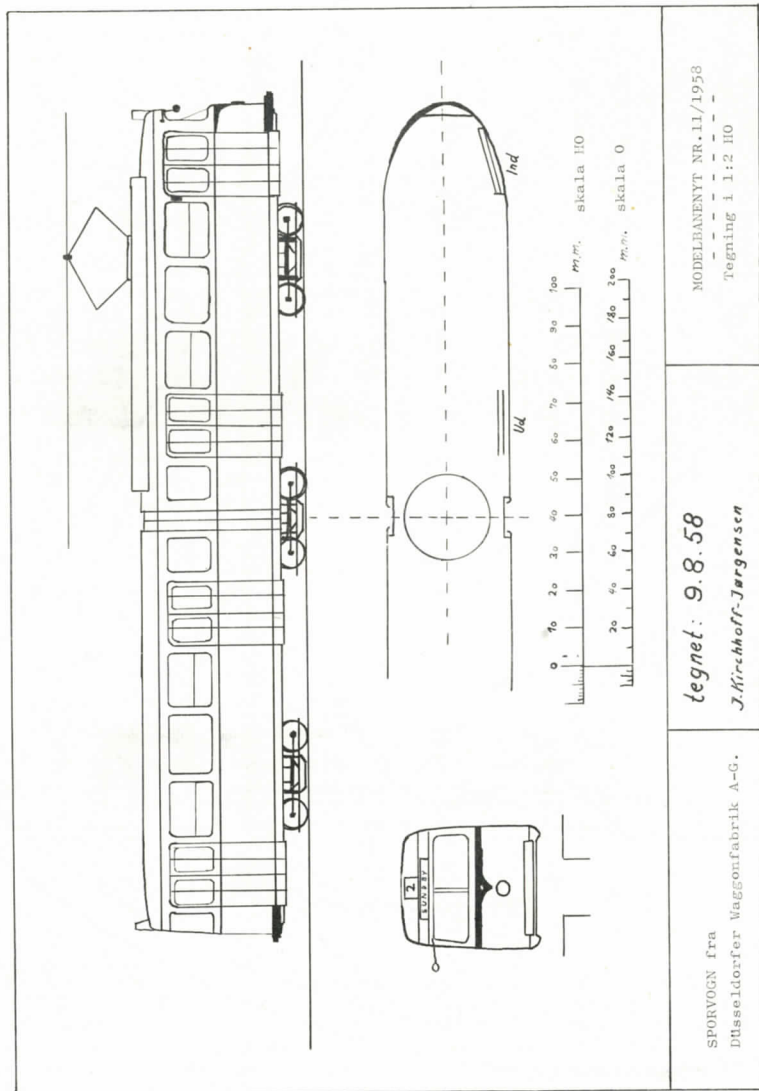 2
SUNDBY
Ind
Ud
0 10 20 30 40 50 60 70 80 90 100 m.m. skala HO
20 40 60 80 100 120 140 160 180 200 m.m. skala O
SPORVOGN fra
Düsseldorfer Waggonfabrik A-G.
tegnet: 9.8.58
J.Kirchhoff-Jørgensen
MODELBANENYT NR.11/1958
- - - - - - - -
Tegning i 1:2 HO